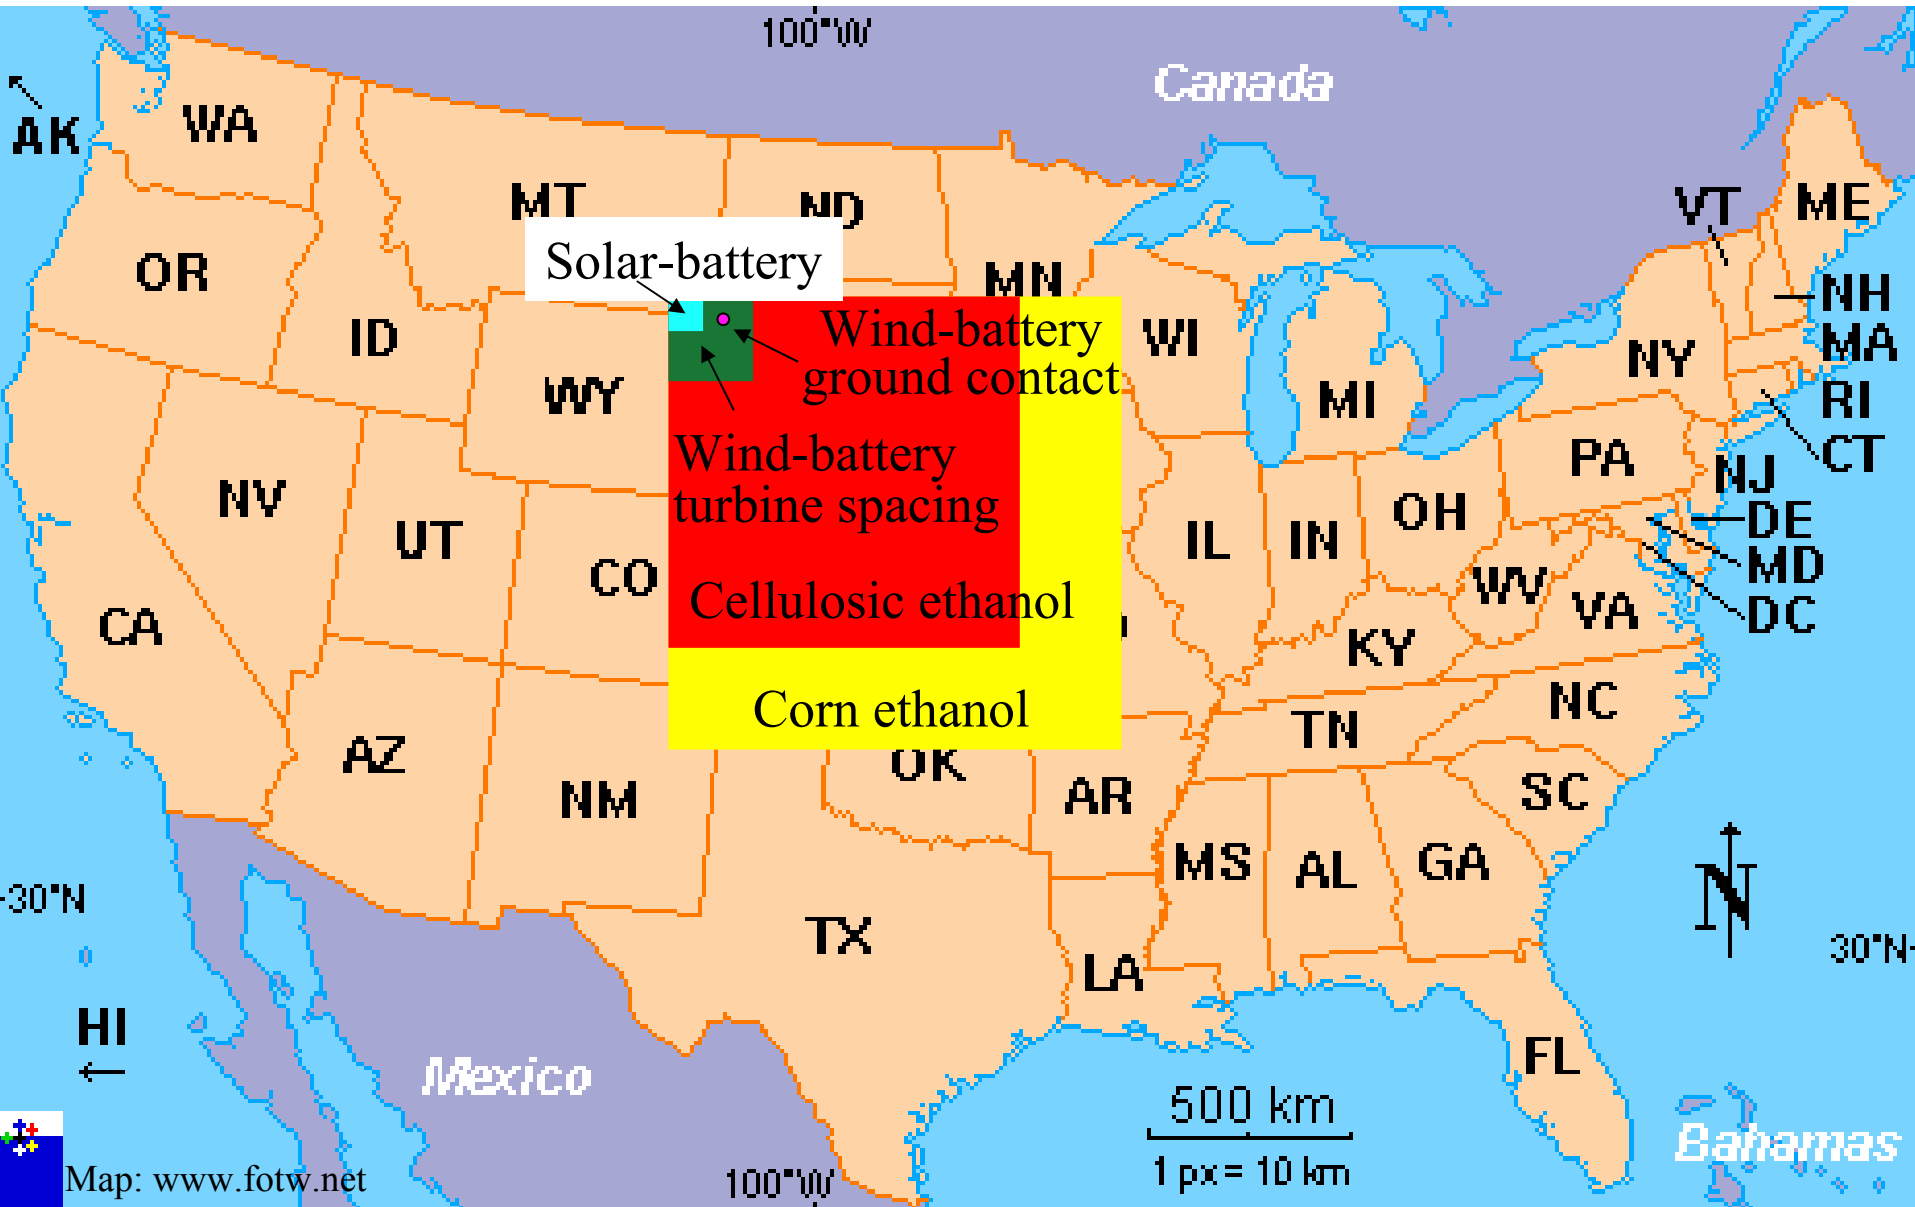 100°W
Canada
WA
AK
MT
ND
VT
ME
OR
Solar-battery
MN
NH
ID
Wind-battery
WI
NY
MA
WY
ground contact
MI
RI
Wind-battery
PA
CT
NV
turbine spacing
OH
NJ
UT
IL
IN
DE
CO
WV
MD
CA
Cellulosic ethanol
VA
DC
KY
Corn ethanol
NC
AZ
OK
TN
NM
AR
SC
MS
AL
GA
N
30°N
TX
30°N
LA
HI
Mexico
FL
500 km
1 px = 10 km
Bahamas
Map: www.fotw.net
100°W